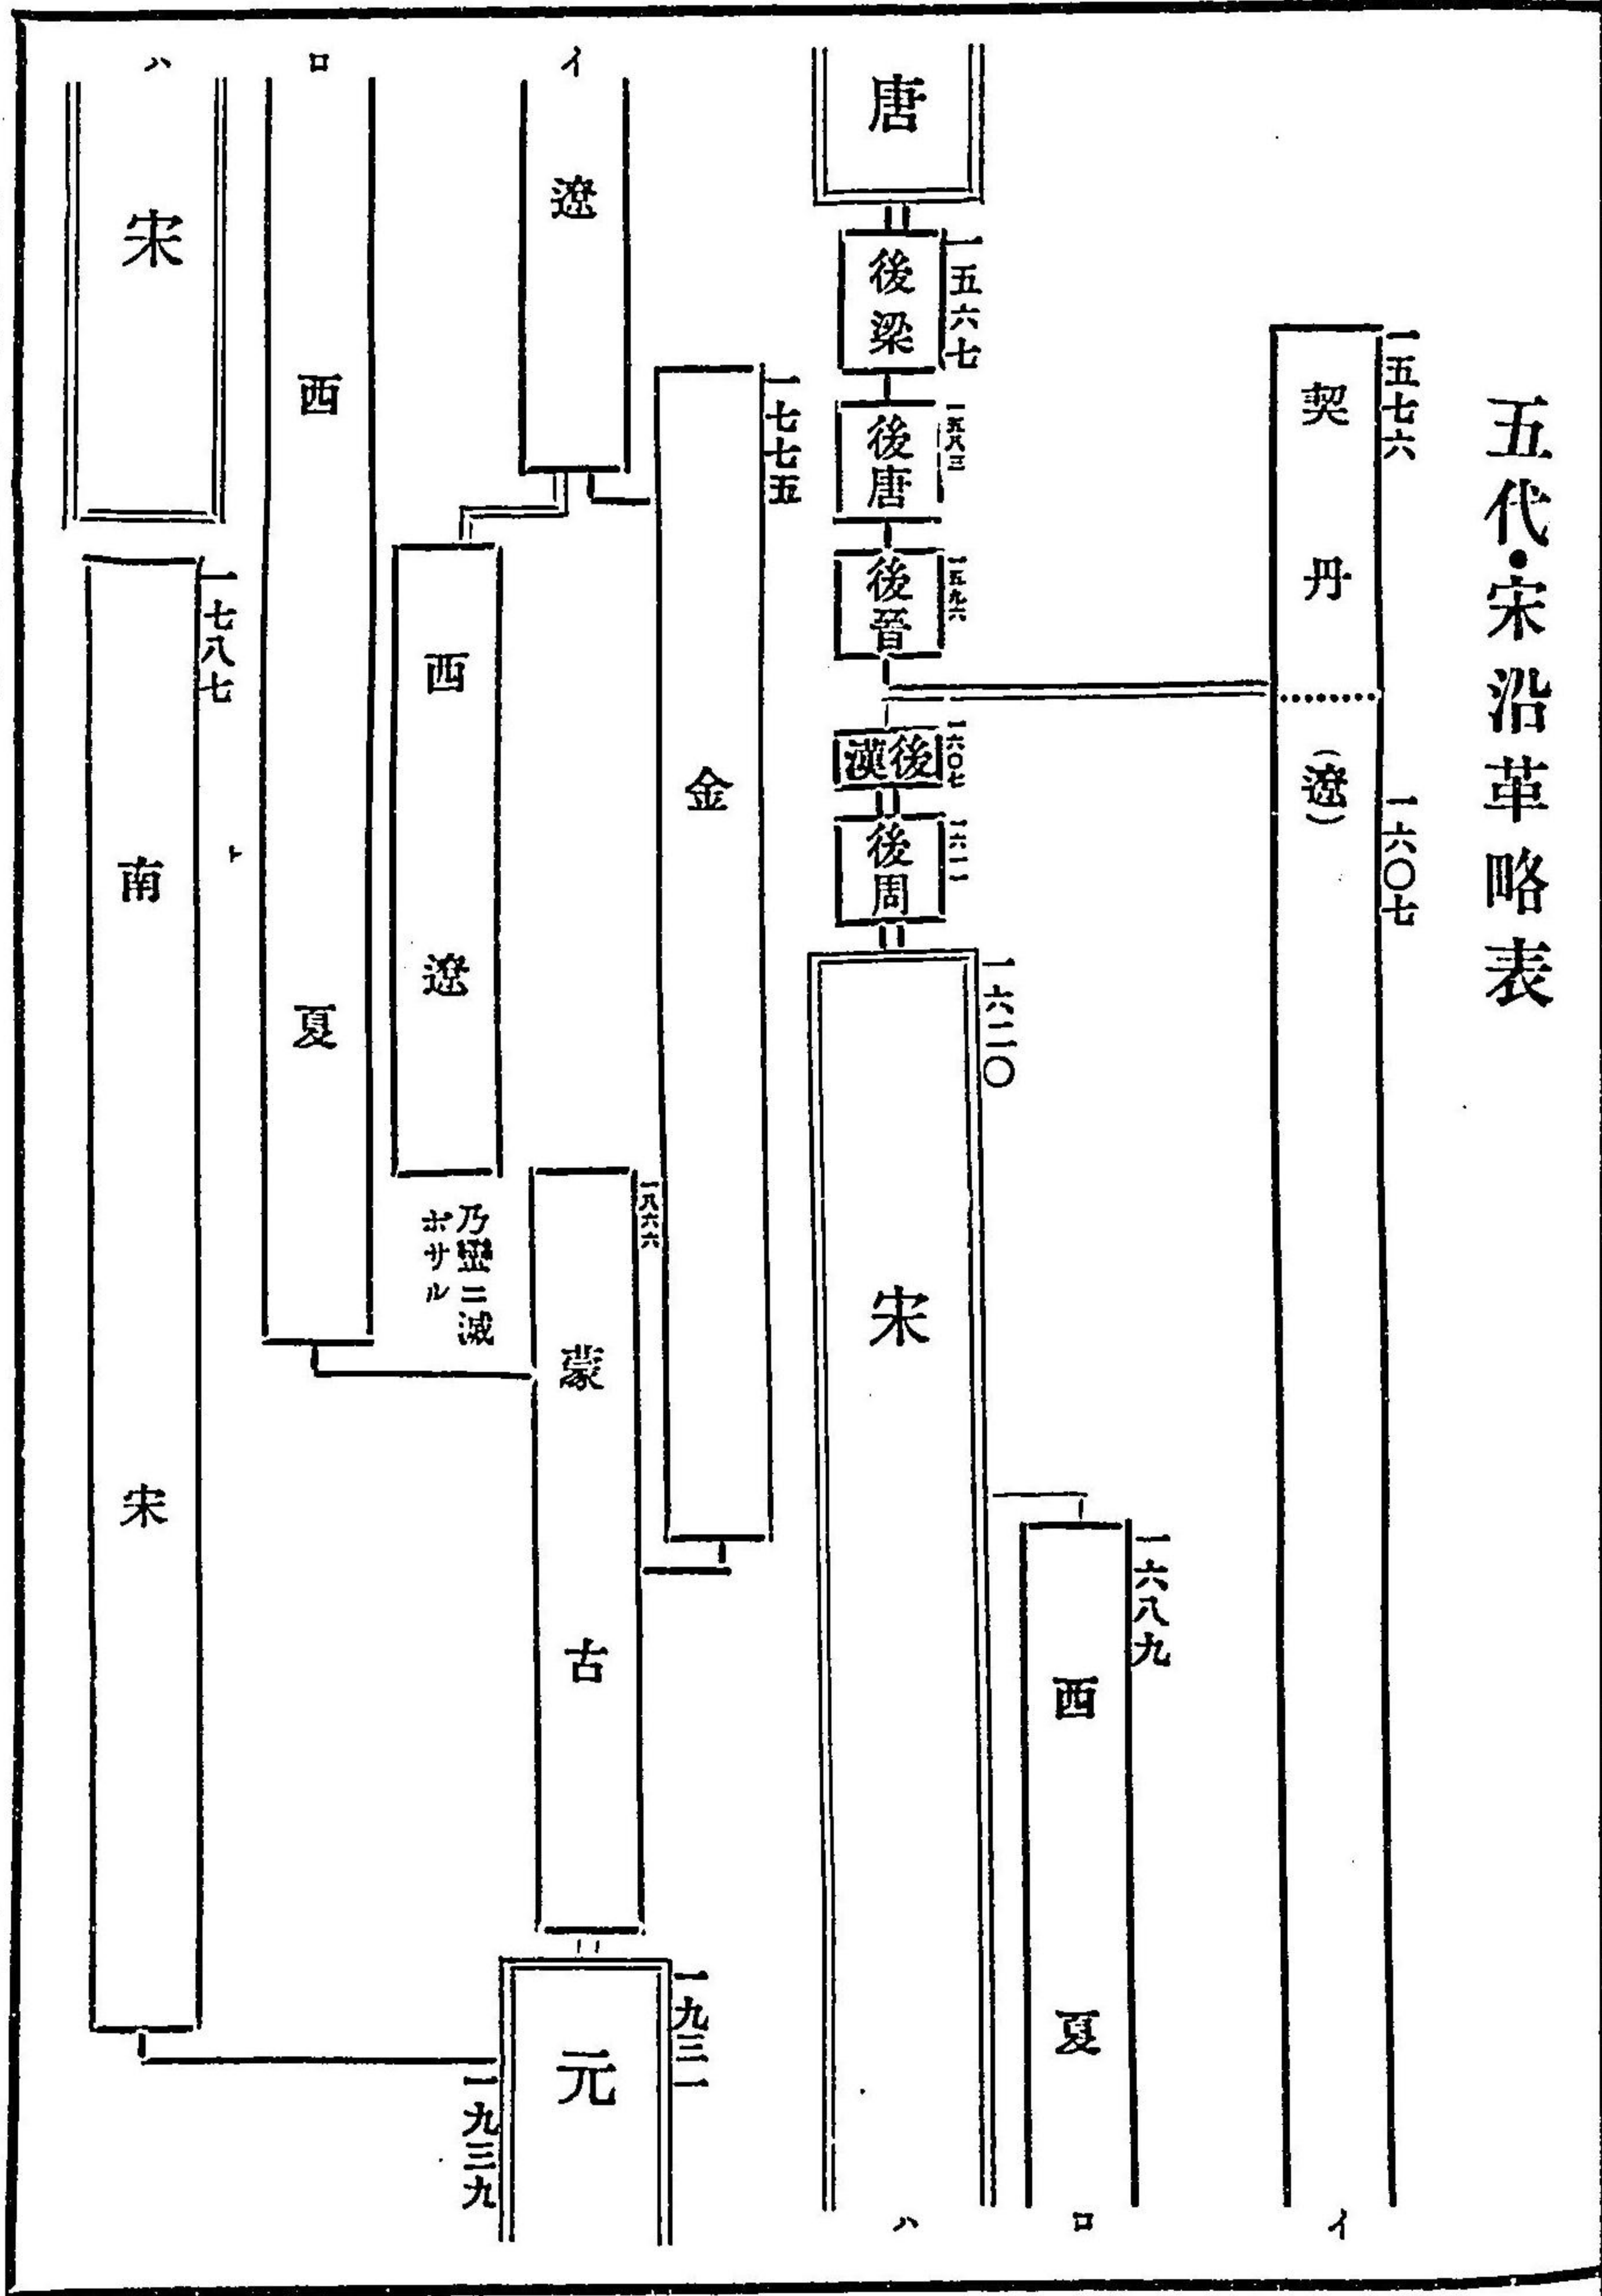 五代・宋沿革略表
一五七六
契丹
(遼)
一六〇七
イ
一六八九
西夏
ロ
唐
一五六七
後梁
一五八三
後唐
一五九六
後晉
一六〇七
後漢
一六一一
後周
一六二〇
宋
ハ
イ
遼
一七七五
金
西遼
乃蠻ニ滅
ボサル
一八六六
蒙古
一九三一
元
一九三九
ロ
西夏
ハ
宋
一七八七
南宋
ト